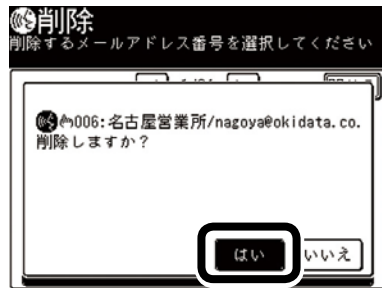 削除
削除するメールアドレス番号を選択してください
006:名古屋営業所/nagoya@okidata.co.
削除しますか?
はい
いいえ